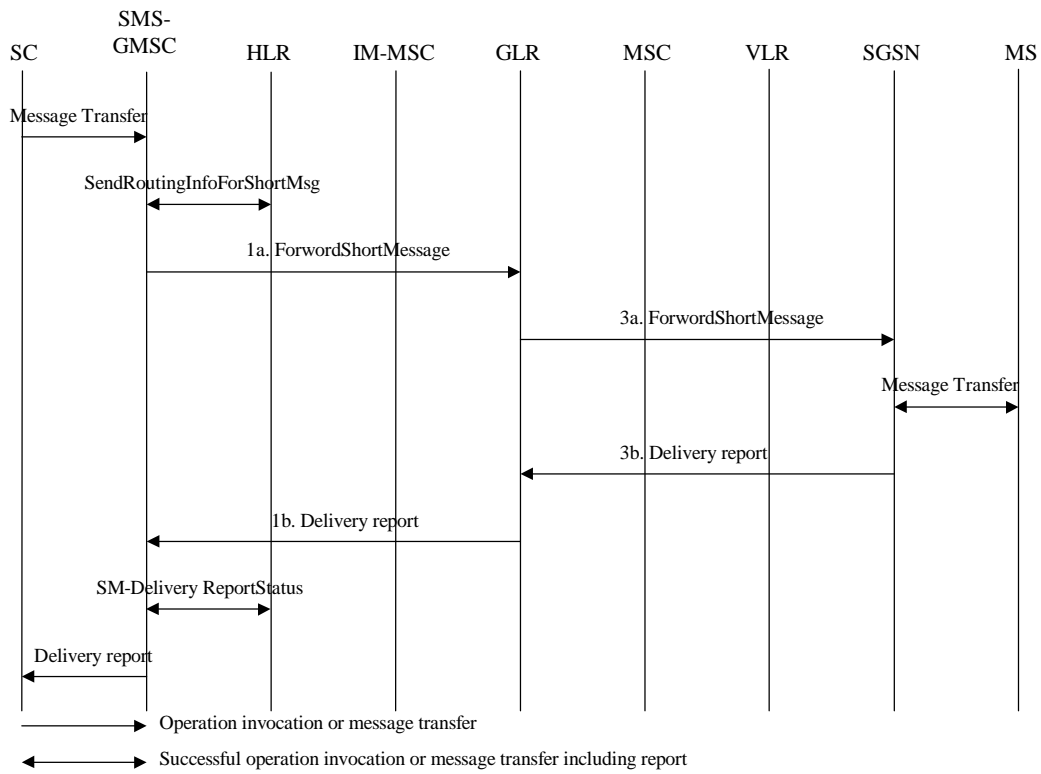 SMS-
GMSC
SC
HLR
IM-MSC
GLR
MSC
VLR
SGSN
MS
Message Transfer
SendRoutingInfoForShortMsg
1a. ForwordShortMessage
3a. ForwordShortMessage
Message Transfer
3b. Delivery report
1b. Delivery report
SM-Delivery ReportStatus
Delivery report
Operation invocation or message transfer
Successful operation invocation or message transfer including report